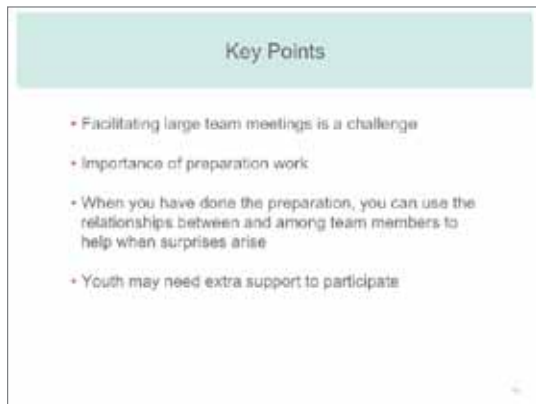 Key Points
• Facilitating large team meetings is a challenge
• Importance of preparation work
• When you have done the preparation, you can use the
relationships between and among team members to
help when surprises arise
• Youth may need extra support to participate